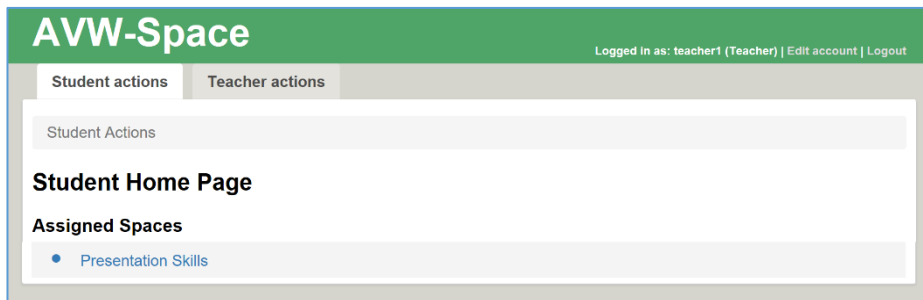 AVW-Space
Logged in as: teacher1 (Teacher) | Edit account | Logout
Student actions Teacher actions
Student Actions
Student Home Page
Assigned Spaces
• Presentation Skills